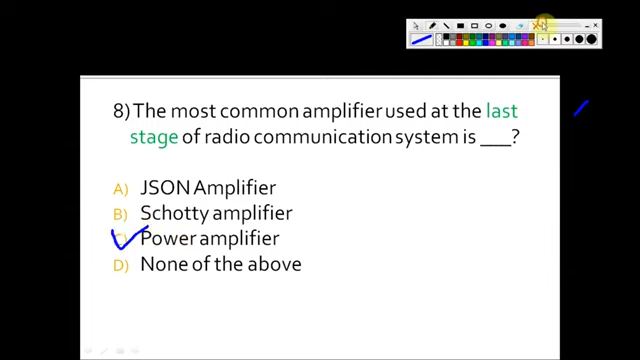 8) The most common amplifier used at the last
stage of radio communication system is ___?
A) JSON Amplifier
B) Schotty amplifier
C) Power amplifier
D) None of the above